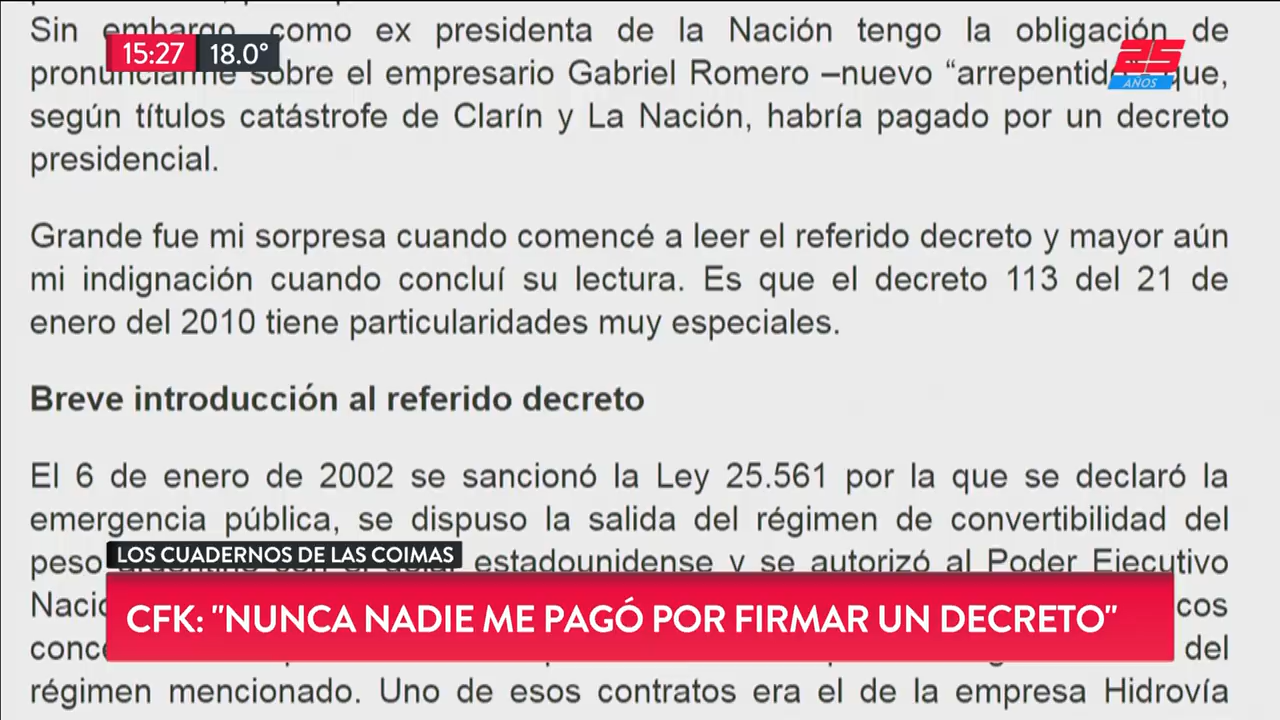 Sin embargo, como ex presidenta de la Nación tengo la obligación de
15:27 18.0°
25
AÑOS
pronunciarme sobre el empresario Gabriel Romero –nuevo “arrepentido” que,
según títulos catástrofe de Clarín y La Nación, habría pagado por un decreto
presidencial.
Grande fue mi sorpresa cuando comencé a leer el referido decreto y mayor aún
mi indignación cuando concluí su lectura. Es que el decreto 113 del 21 de
enero del 2010 tiene particularidades muy especiales.
Breve introducción al referido decreto
El 6 de enero de 2002 se sancionó la Ley 25.561 por la que se declaró la
emergencia pública, se dispuso la salida del régimen de convertibilidad del
peso argentino con el dólar estadounidense y se autorizó al Poder Ejecutivo
LOS CUADERNOS DE LAS COIMAS
CFK: "NUNCA NADIE ME PAGÓ POR FIRMAR UN DECRETO"
del
régimen mencionado. Uno de esos contratos era el de la empresa Hidrovía